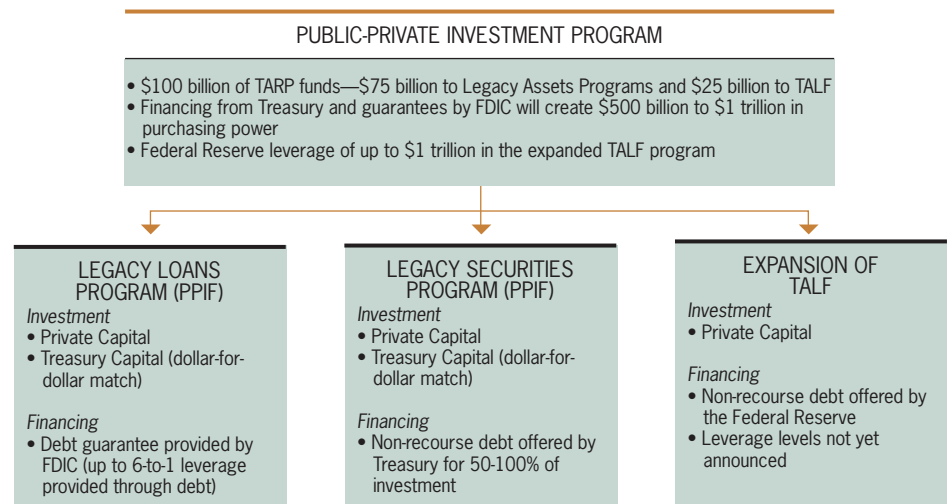 PUBLIC-PRIVATE INVESTMENT PROGRAM
• $100 billion of TARP funds—$75 billion to Legacy Assets Programs and $25 billion to TALF
• Financing from Treasury and guarantees by FDIC will create $500 billion to $1 trillion in
purchasing power
• Federal Reserve leverage of up to $1 trillion in the expanded TALF program
LEGACY LOANS
PROGRAM (PPIF)
Investment
• Private Capital
• Treasury Capital (dollar-for-
dollar match)
Financing
• Debt guarantee provided by
FDIC (up to 6-to-1 leverage
provided through debt)
LEGACY SECURITIES
PROGRAM (PPIF)
Investment
• Private Capital
• Treasury Capital (dollar-for-
dollar match)
Financing
• Non-recourse debt offered by
Treasury for 50-100% of
investment
EXPANSION OF
TALF
Investment
• Private Capital
Financing
• Non-recourse debt offered by
the Federal Reserve
• Leverage levels not yet
announced